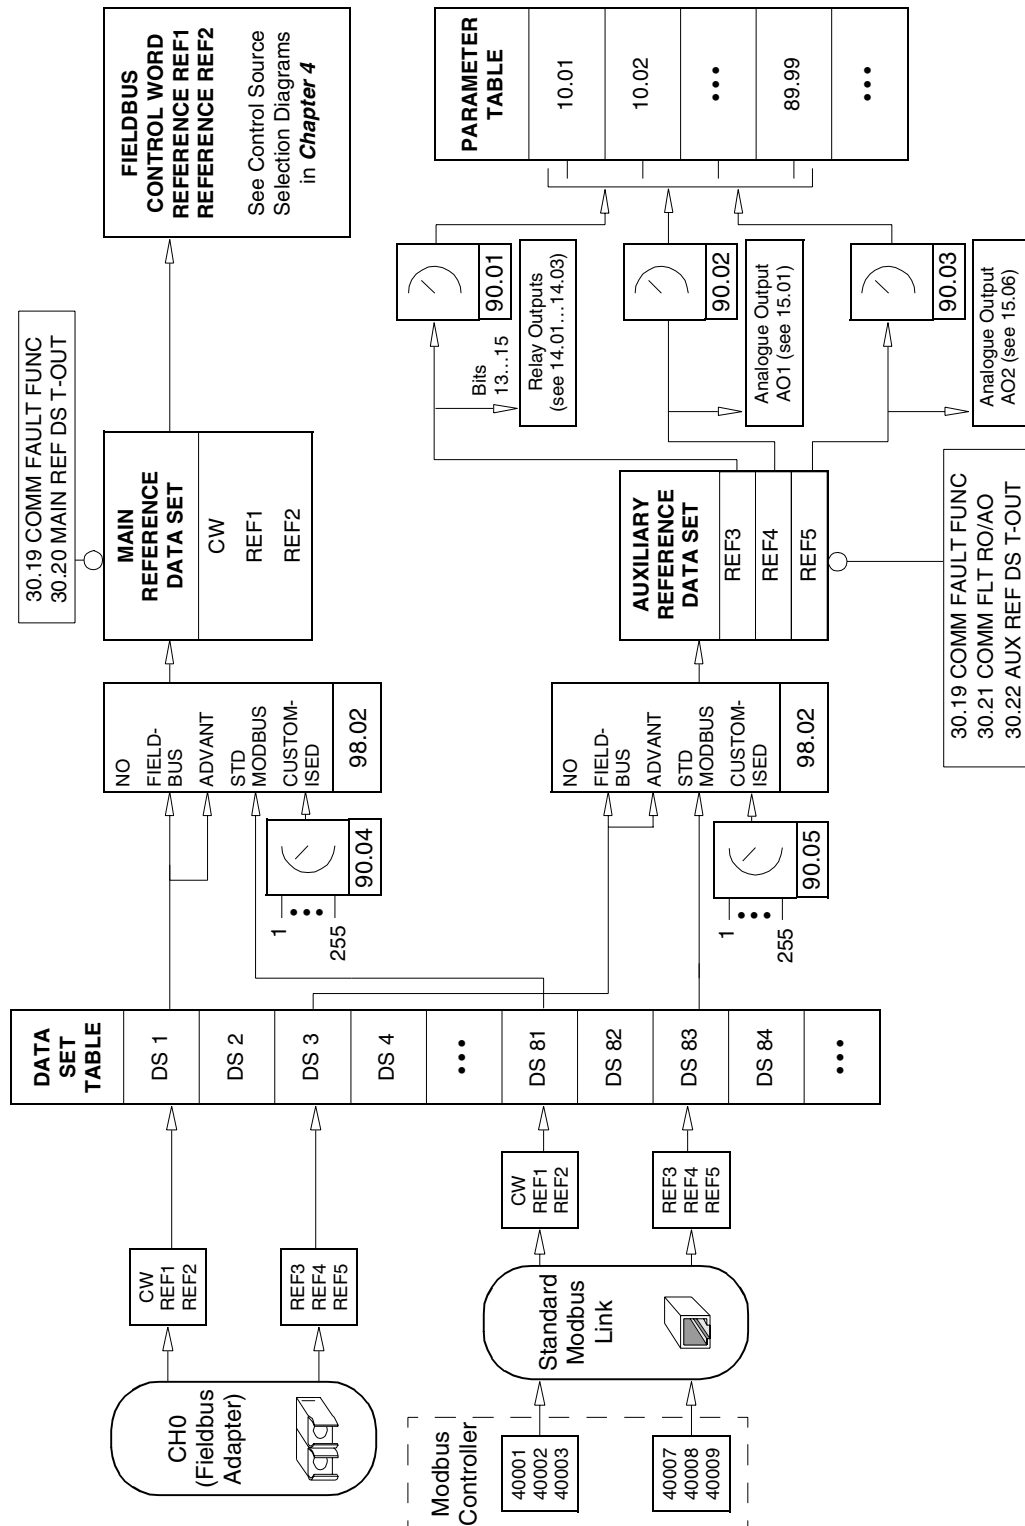 CH0
(Fieldbus
Adapter)
CW
REF1
REF2
REF3
REF4
REF5
Modbus
Controller
40001
40002
40003
40007
40008
40009
Standard
Modbus
Link
CW
REF1
REF2
REF3
REF4
REF5
DATA
SET
TABLE
DS 1
DS 2
DS 3
DS 4
•••
DS 81
DS 82
DS 83
DS 84
•••
1
•••
255
90.04
NO
FIELD-
BUS
ADVANT
STD
MODBUS
CUSTOM-
ISED
98.02
1
•••
255
90.05
NO
FIELD-
BUS
ADVANT
STD
MODBUS
CUSTOM-
ISED
98.02
30.19 COMM FAULT FUNC
30.20 MAIN REF DS T-OUT
MAIN
REFERENCE
DATA SET
CW
REF1
REF2
AUXILIARY
REFERENCE
DATA SET
REF3
REF4
REF5
30.19 COMM FAULT FUNC
30.21 COMM FLT RO/AO
30.22 AUX REF DS T-OUT
FIELDBUS
CONTROL WORD
REFERENCE REF1
REFERENCE REF2
See Control Source
Selection Diagrams
in Chapter 4
90.01
Bits
13...15
Relay Outputs
(see 14.01...14.03)
90.02
Analogue Output
AO1 (see 15.01)
90.03
Analogue Output
AO2 (see 15.06)
PARAMETER
TABLE
10.01
10.02
•••
89.99
•••